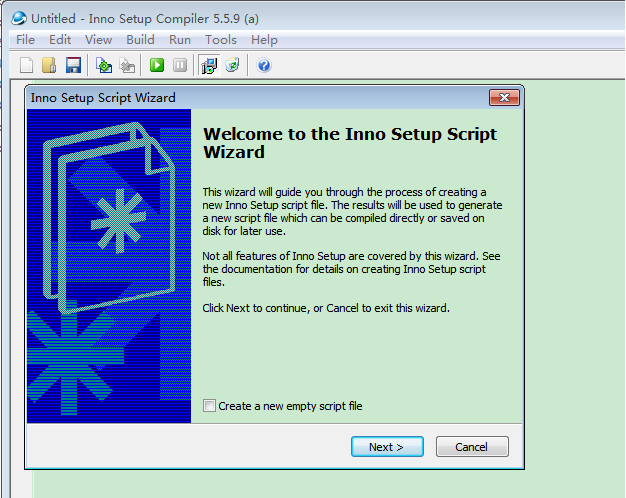 Untitled - Inno Setup Compiler 5.5.9 (a)
File Edit View Build Run Tools Help
Inno Setup Script Wizard
Welcome to the Inno Setup Script
Wizard
This wizard will guide you through the process of creating a
new Inno Setup script file. The results will be used to generate
a new script file which can be compiled directly or saved on
disk for later use.
Not all features of Inno Setup are covered by this wizard. See
the documentation for details on creating Inno Setup script
files.
Click Next to continue, or Cancel to exit this wizard.
Create a new empty script file
Next > Cancel